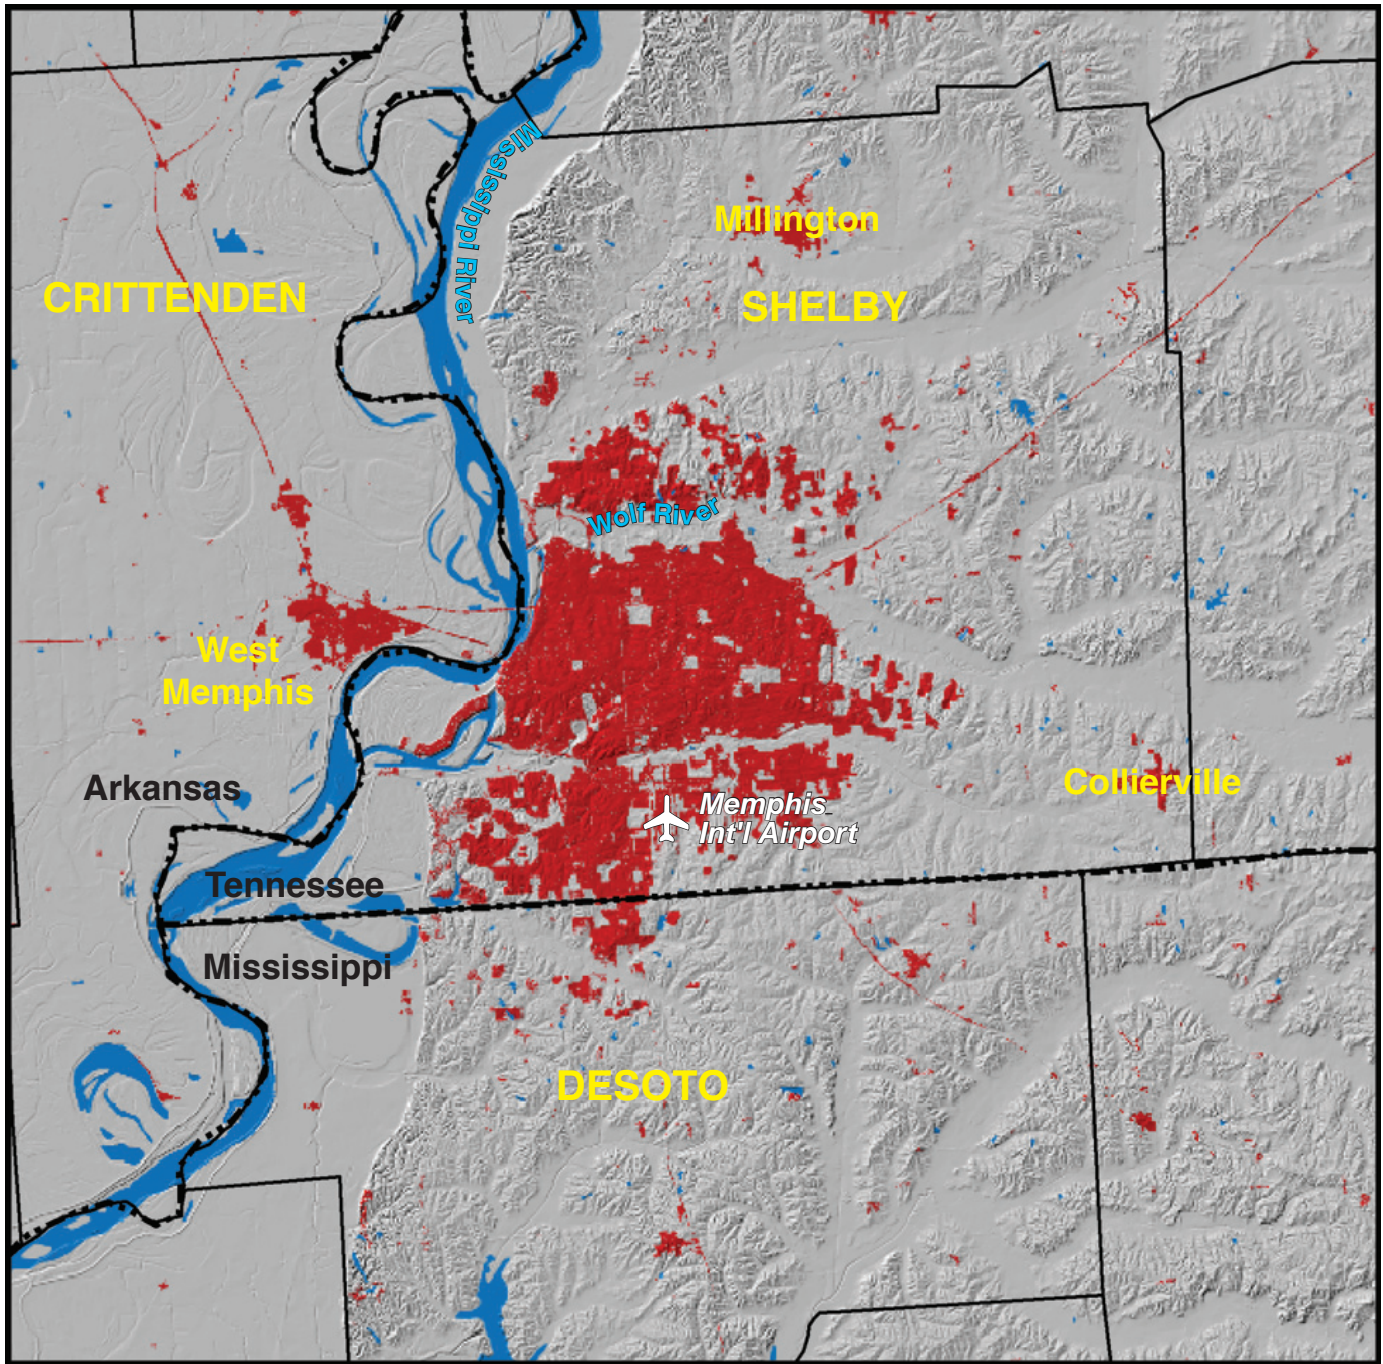 Mississippi River
Millington
CRITTENDEN
SHELBY
Wolf River
West
Memphis
Arkansas
Collierville
Memphis
Int'l Airport
Tennessee
Mississippi
DESOTO